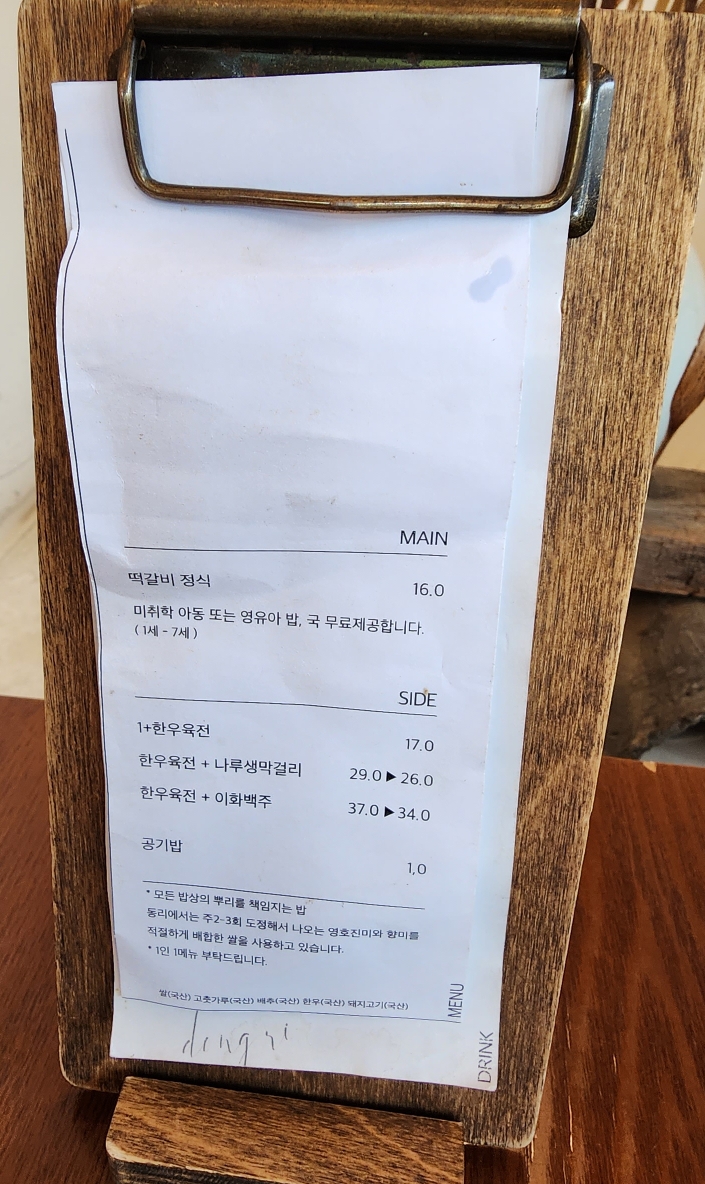 MAIN
떡갈비 정식 16.0
미취학 아동 또는 영유아 밥, 국 무료제공합니다.
( 1세 - 7세 )
SIDE
1+한우육전 17.0
한우육전 + 나루생막걸리 29.0 ▶ 26.0
한우육전 + 이화백주 37.0 ▶ 34.0
공기밥 1,0
* 모든 밥상의 뿌리를 책임지는 밥
동리에서는 주2-3회 도정해서 나오는 영호진미와 향미를
적절하게 배합한 쌀을 사용하고 있습니다.
* 1인 1메뉴 부탁드립니다.
쌀(국산) 고춧가루(국산) 배추(국산) 한우(국산) 돼지고기(국산)
MENU
DRINK